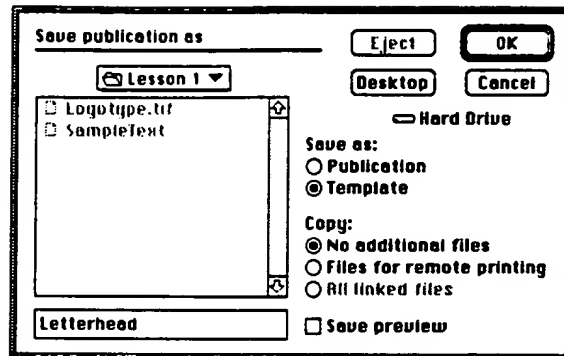 Save publication as
Eject
OK
Lesson 1
Desktop
Cancel
Logotype.tif
SampleText
Hard Drive
Save as:
Publication
Template
Copy:
No additional files
Files for remote printing
All linked files
Letterhead
Save preview